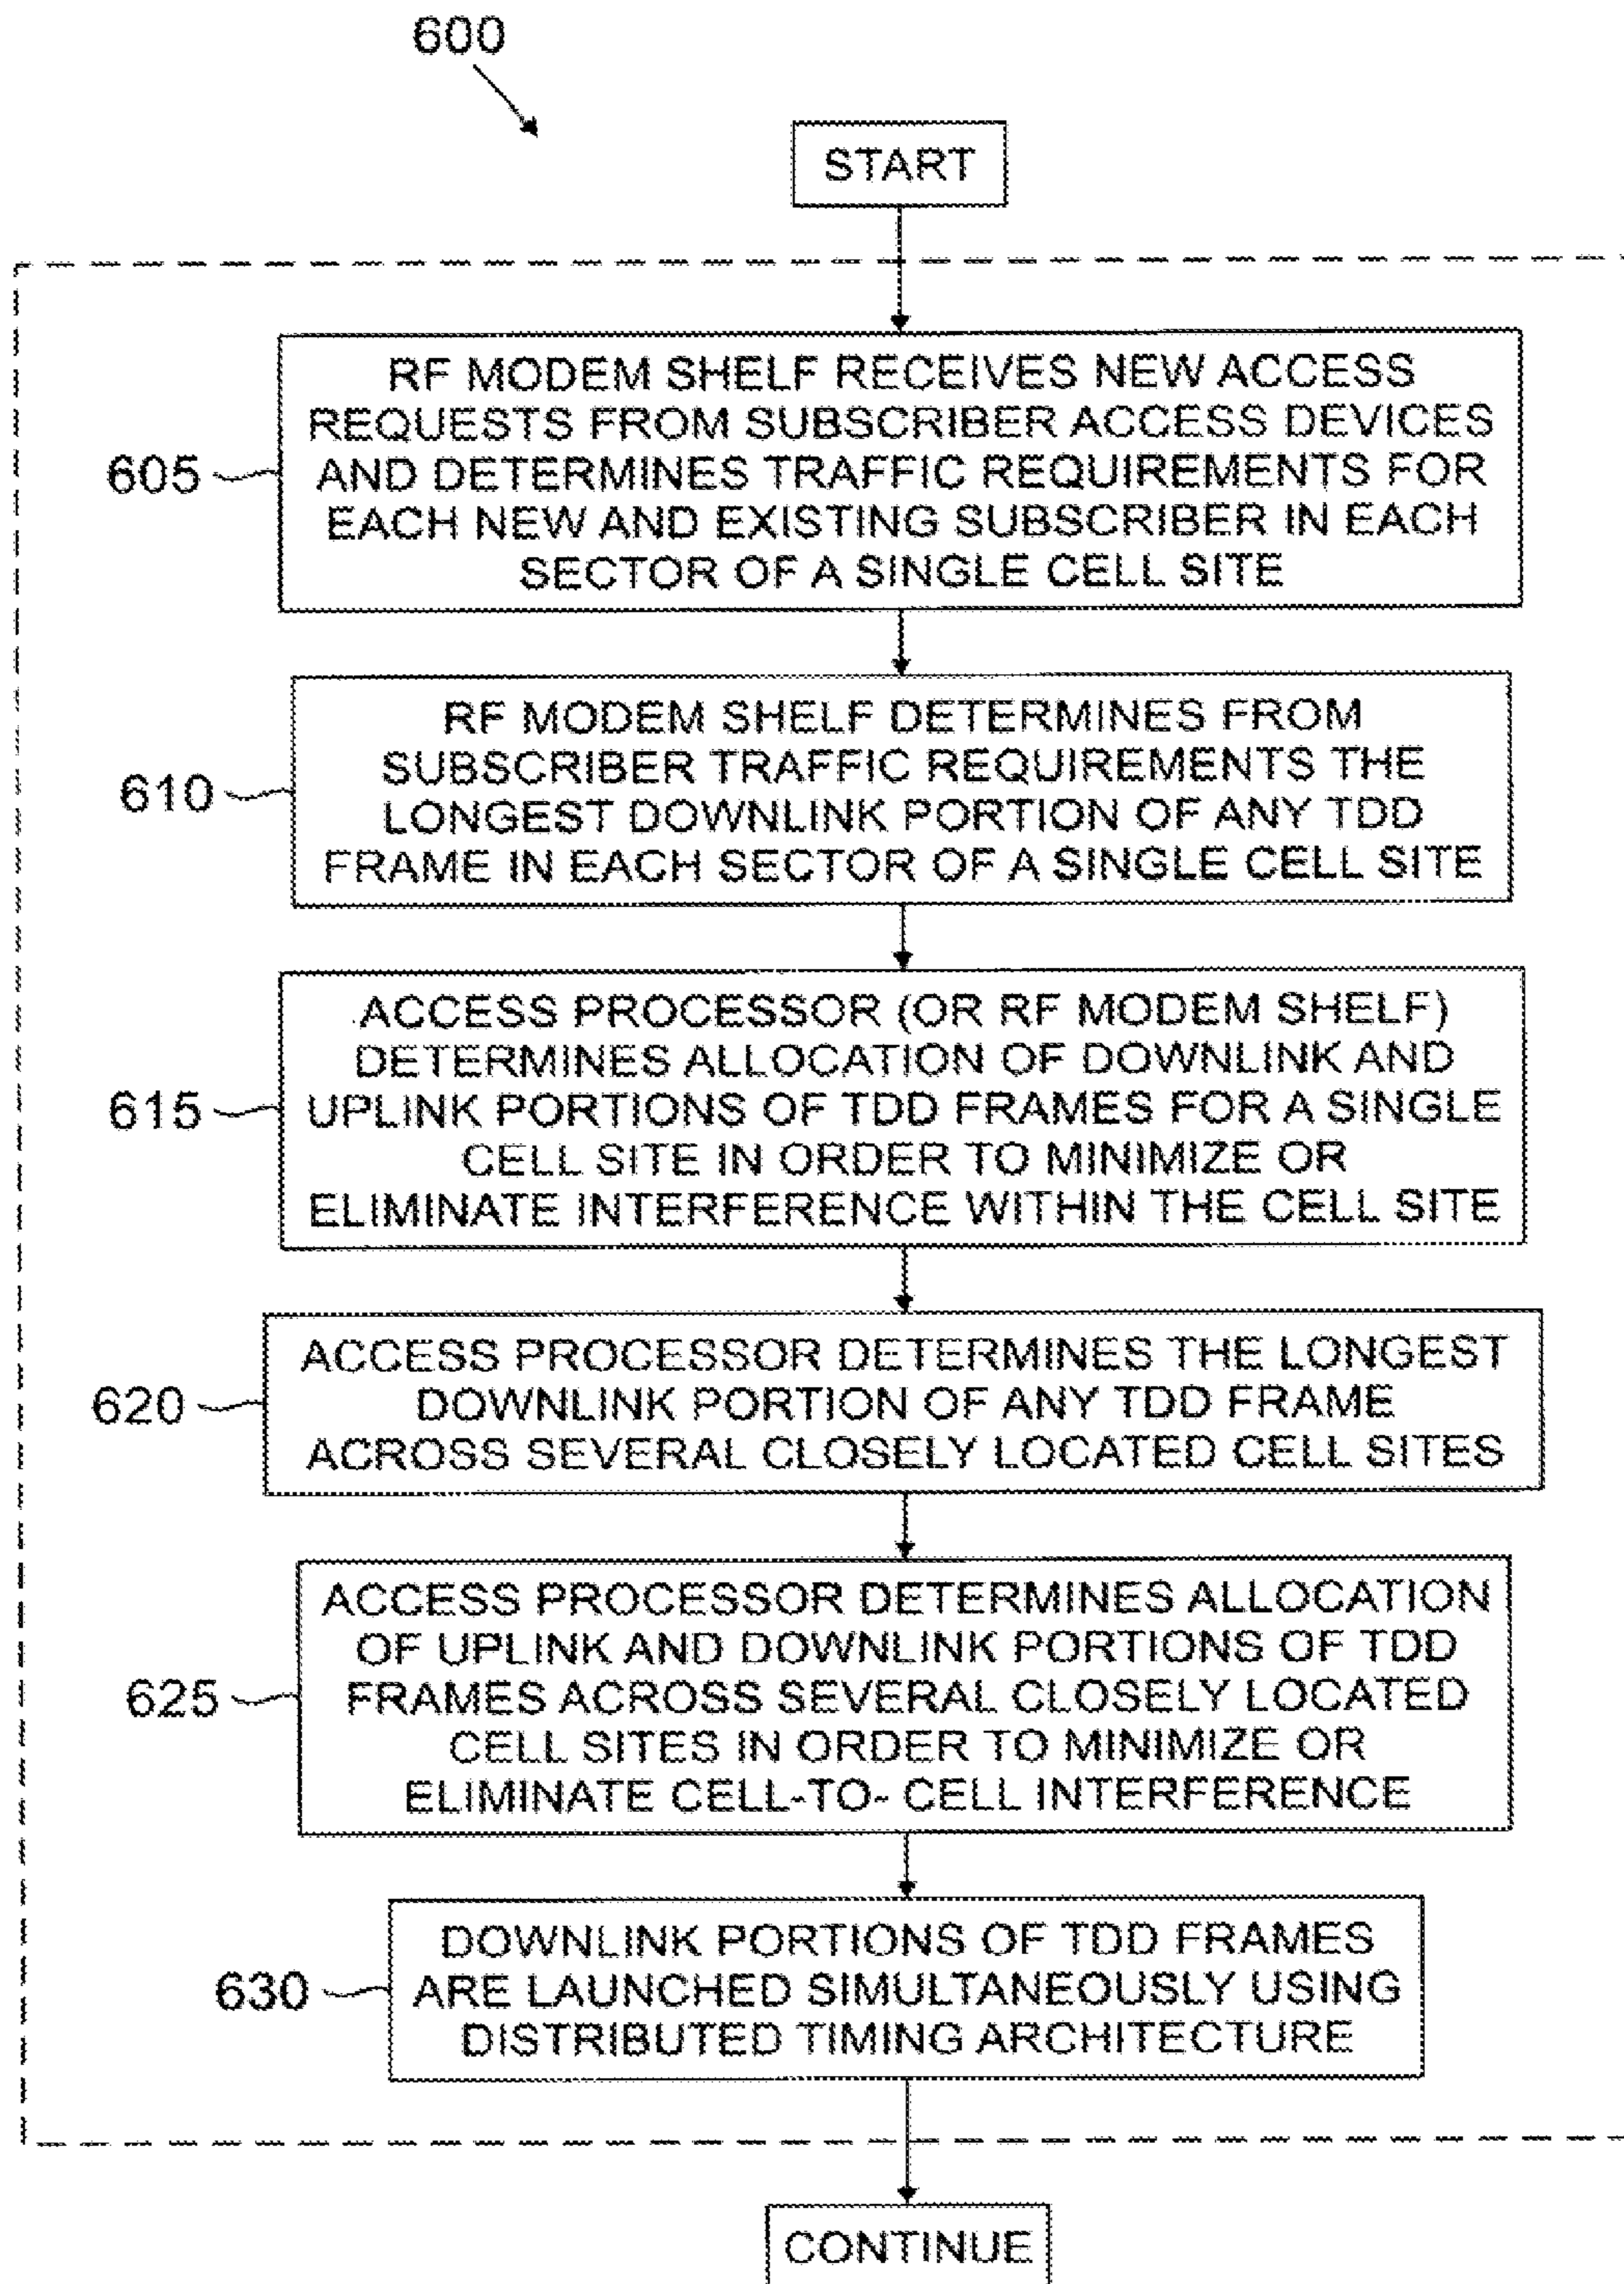 600
START
605
RF MODEM SHELF RECEIVES NEW ACCESS
REQUESTS FROM SUBSCRIBER ACCESS DEVICES
AND DETERMINES TRAFFIC REQUIREMENTS FOR
EACH NEW AND EXISTING SUBSCRIBER IN EACH
SECTOR OF A SINGLE CELL SITE
610
RF MODEM SHELF DETERMINES FROM
SUBSCRIBER TRAFFIC REQUIREMENTS THE
LONGEST DOWNLINK PORTION OF ANY TDD
FRAME IN EACH SECTOR OF A SINGLE CELL SITE
615
ACCESS PROCESSOR (OR RF MODEM SHELF)
DETERMINES ALLOCATION OF DOWNLINK AND
UPLINK PORTIONS OF TDD FRAMES FOR A SINGLE
CELL SITE IN ORDER TO MINIMIZE OR
ELIMINATE INTERFERENCE WITHIN THE CELL SITE
620
ACCESS PROCESSOR DETERMINES THE LONGEST
DOWNLINK PORTION OF ANY TDD FRAME
ACROSS SEVERAL CLOSELY LOCATED CELL SITES
625
ACCESS PROCESSOR DETERMINES ALLOCATION
OF UPLINK AND DOWNLINK PORTIONS OF TDD
FRAMES ACROSS SEVERAL CLOSELY LOCATED
CELL SITES IN ORDER TO MINIMIZE OR
ELIMINATE CELL-TO- CELL INTERFERENCE
630
DOWNLINK PORTIONS OF TDD FRAMES
ARE LAUNCHED SIMULTANEOUSLY USING
DISTRIBUTED TIMING ARCHITECTURE
CONTINUE